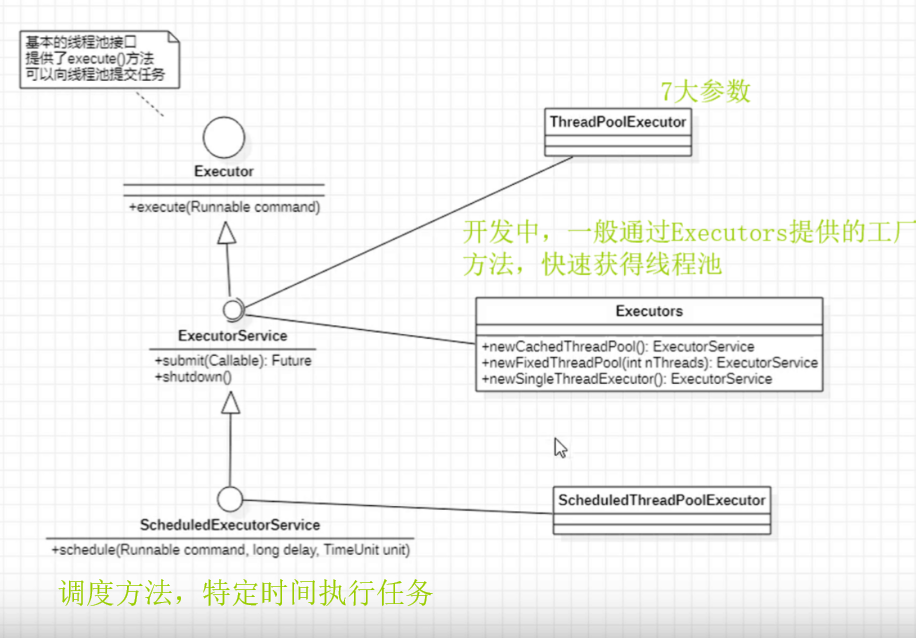 基本的线程池接口
提供了execute()方法
可以向线程池提交任务
7大参数
ThreadPoolExecutor
Executor
+execute(Runnable command)
开发中，一般通过Executors提供的工厂
方法，快速获得线程池
Executors
+newCachedThreadPool(): ExecutorService
+newFixedThreadPool(int nThreads): ExecutorService
+newSingleThreadExecutor(): ExecutorService
ExecutorService
+submit(Callable): Future
+shutdown()
ScheduledThreadPoolExecutor
ScheduledExecutorService
+schedule(Runnable command, long delay, TimeUnit unit)
调度方法，特定时间执行任务